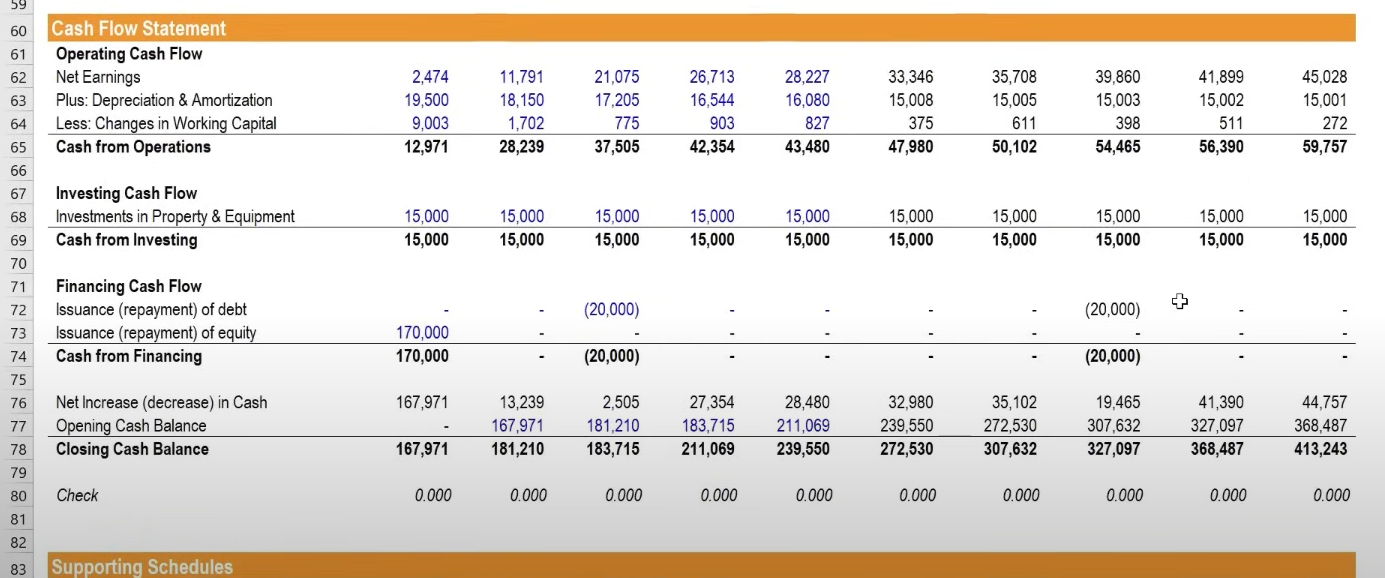 59
60 Cash Flow Statement
61 Operating Cash Flow
62 Net Earnings 2,474 11,791 21,075 26,713 28,227 33,346 35,708 39,860 41,899 45,028
63 Plus: Depreciation & Amortization 19,500 18,150 17,205 16,544 16,080 15,008 15,005 15,003 15,002 15,001
64 Less: Changes in Working Capital 9,003 1,702 775 903 827 375 611 398 511 272
65 Cash from Operations 12,971 28,239 37,505 42,354 43,480 47,980 50,102 54,465 56,390 59,757
66
67 Investing Cash Flow
68 Investments in Property & Equipment 15,000 15,000 15,000 15,000 15,000 15,000 15,000 15,000 15,000 15,000
69 Cash from Investing 15,000 15,000 15,000 15,000 15,000 15,000 15,000 15,000 15,000 15,000
70
71 Financing Cash Flow
72 Issuance (repayment) of debt - - (20,000) - - - - (20,000) - -
73 Issuance (repayment) of equity 170,000 - - - - - - - - -
74 Cash from Financing 170,000 - (20,000) - - - - (20,000) - -
75
76 Net Increase (decrease) in Cash 167,971 13,239 2,505 27,354 28,480 32,980 35,102 19,465 41,390 44,757
77 Opening Cash Balance - 167,971 181,210 183,715 211,069 239,550 272,530 307,632 327,097 368,487
78 Closing Cash Balance 167,971 181,210 183,715 211,069 239,550 272,530 307,632 327,097 368,487 413,243
79
80 Check 0.000 0.000 0.000 0.000 0.000 0.000 0.000 0.000 0.000 0.000
81
82
83 Supporting Schedules